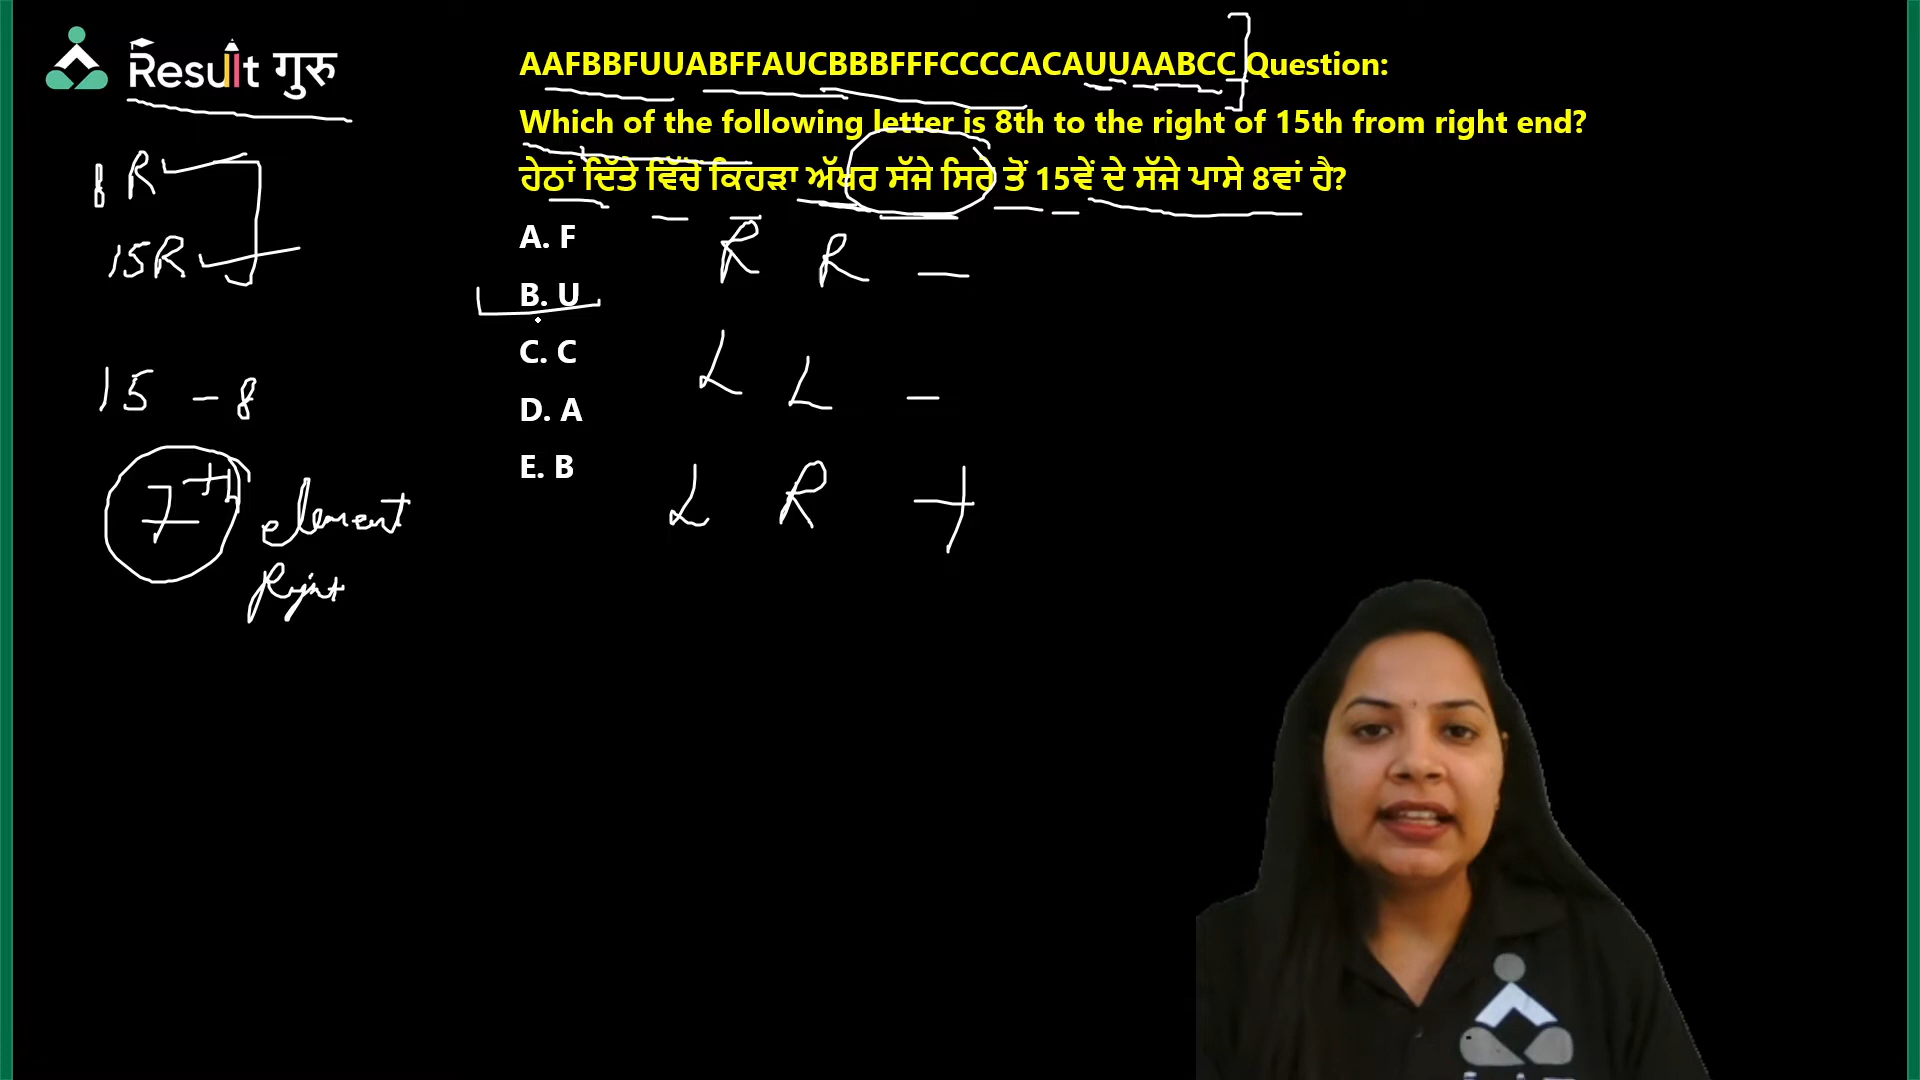 Result गुरु
AAFBBFUUABFFAUCBBBFFFCCCCACAUUAABCC Question:
Which of the following letter is 8th to the right of 15th from right end?
ਹੇਠਾਂ ਦਿੱਤੇ ਵਿੱਚੋਂ ਕਿਹੜਾ ਅੱਖਰ ਸੱਜੇ ਸਿਰੇ ਤੋਂ 15ਵੇਂ ਦੇ ਸੱਜੇ ਪਾਸੇ 8ਵਾਂ ਹੈ?
A. F
B. U
C. C
D. A
E. B
8 R
15R
15 - 8
7th element
Right
R R -
L L -
L R +